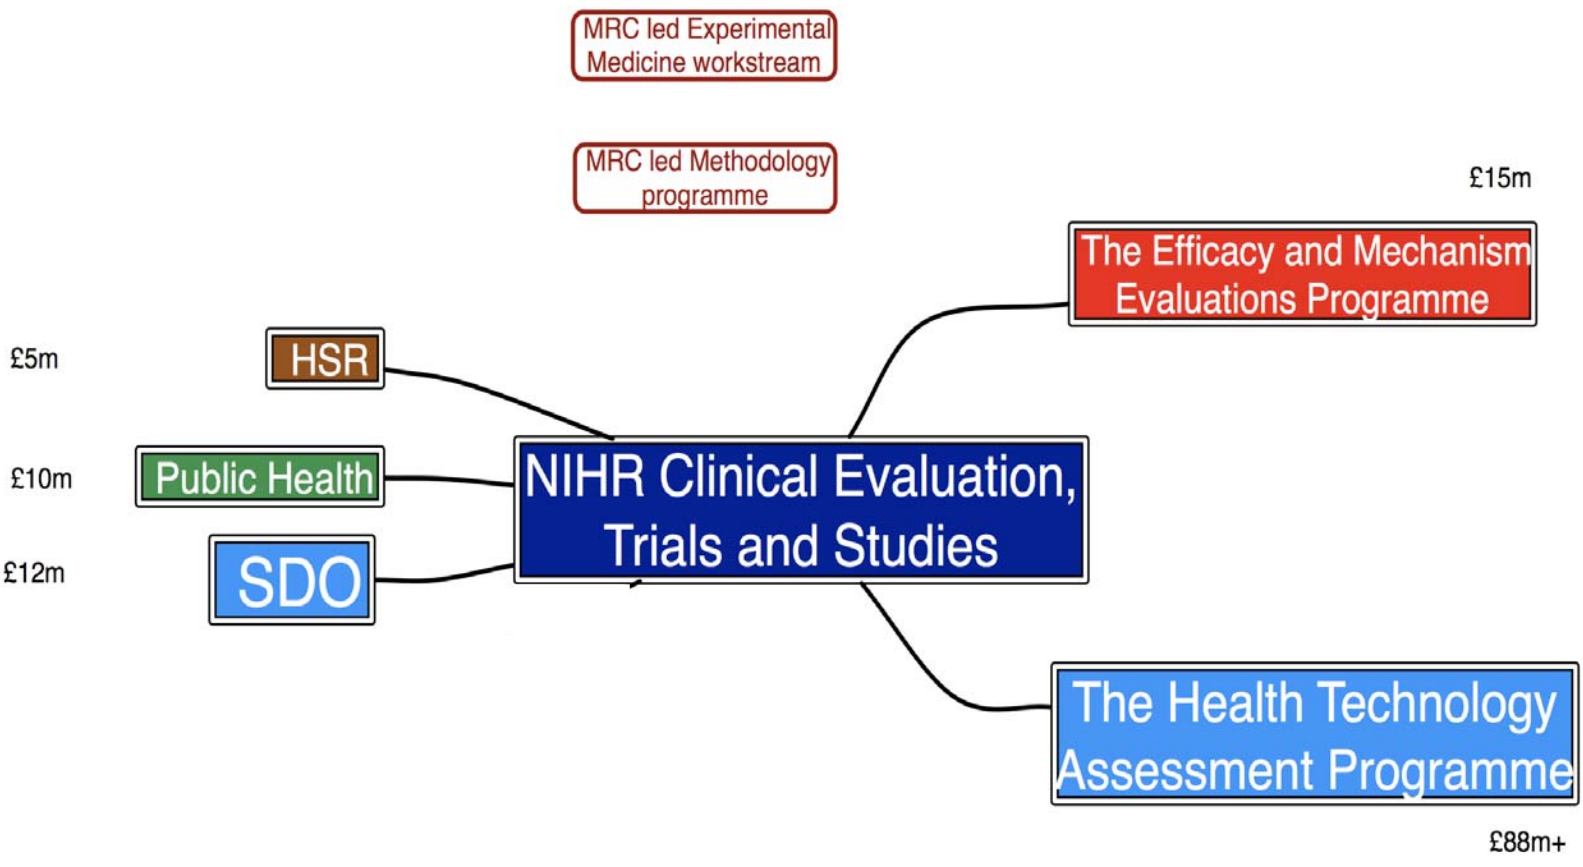 MRC led Experimental
Medicine workstream
MRC led Methodology
programme
£15m
The Efficacy and Mechanism
Evaluations Programme
£5m
HSR
£10m
Public Health
NIHR Clinical Evaluation,
Trials and Studies
£12m
SDO
The Health Technology
Assessment Programme
£88m+